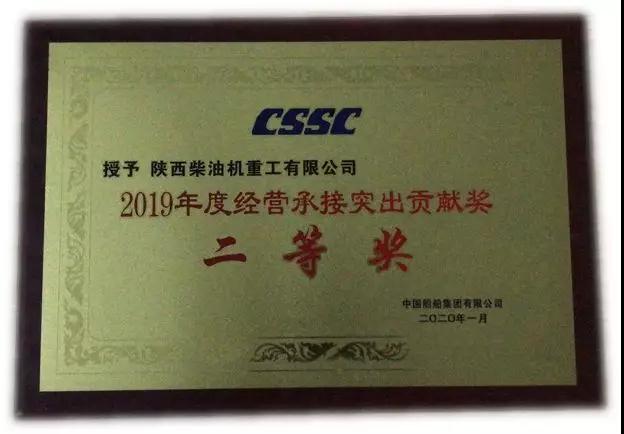 CSSC
授予 陕西柴油机重工有限公司
2019年度经营承接突出贡献奖
二等奖
中国船舶集团有限公司
二〇二〇年一月